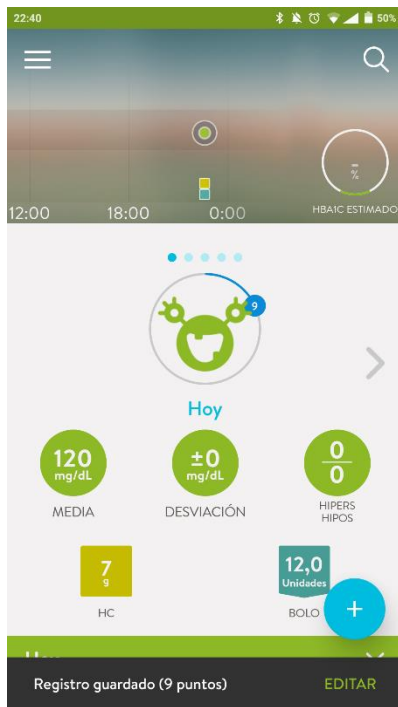 22:40
50%
12:00 18:00 0:00
-
%
HBA1C ESTIMADO
9
Hoy
120
mg/dL
MEDIA
±0
mg/dL
DESVIACIÓN
0
0
HIPERS
HIPOS
7
g
HC
12,0
Unidades
BOLO
+
Registro guardado (9 puntos)
EDITAR